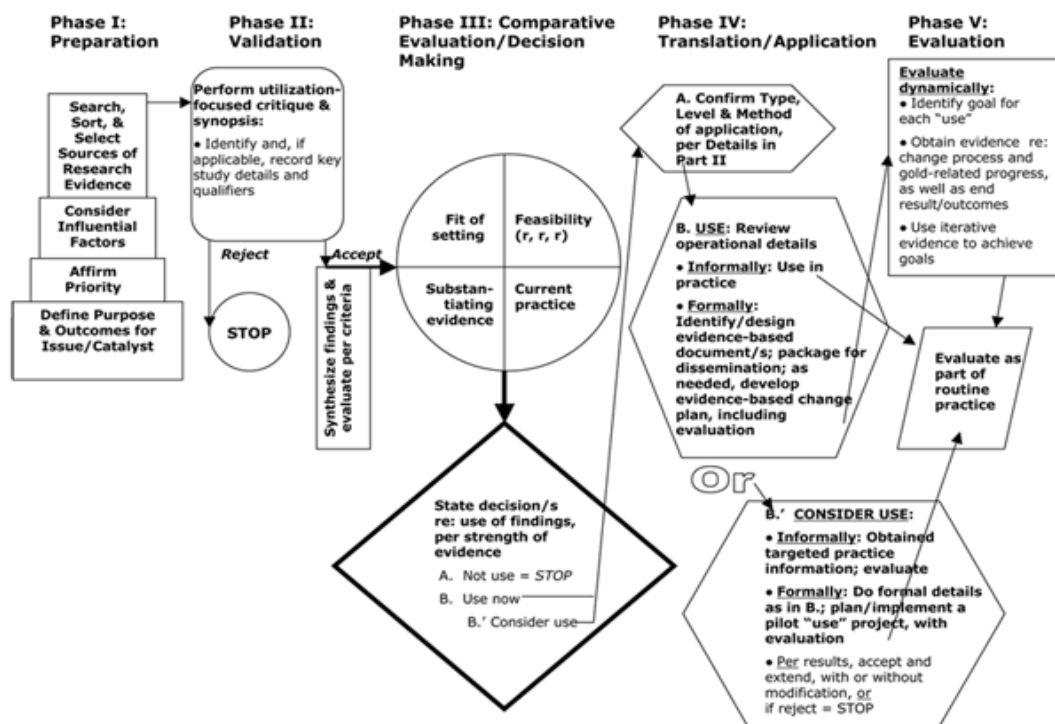 Phase I:
Preparation
Phase II:
Validation
Phase III: Comparative
Evaluation/Decision
Making
Phase IV:
Translation/Application
Phase V:
Evaluation
Search,
Sort, &
Select
Sources of
Research
Evidence
Consider
Influential
Factors
Affirm
Priority
Define Purpose
& Outcomes for
Issue/Catalyst
Perform utilization-
focused critique &
synopsis:
• Identify and, if
applicable, record key
study details and
qualifiers
Reject
Accept
STOP
Synthesize findings &
evaluate per criteria
Fit of
setting
Feasibility
(r, r, r)
Substan-
tiating
evidence
Current
practice
State decision/s
re: use of findings,
per strength of
evidence
A. Not use = STOP
B. Use now
B.’ Consider use
A. Confirm Type,
Level & Method
of application,
per Details in
Part II
B. USE: Review
operational details
• Informally: Use in
practice
• Formally:
Identify/design
evidence-based
document/s; package for
dissemination; as
needed, develop
evidence-based change
plan, including
evaluation
Or
B.’ CONSIDER USE:
• Informally: Obtained
targeted practice
information; evaluate
• Formally: Do formal details
as in B.; plan/implement a
pilot “use” project, with
evaluation
• Per results, accept and
extend, with or without
modification, or
if reject = STOP
Evaluate
dynamically:
• Identify goal for
each “use”
• Obtain evidence re:
change process and
gold-related progress,
as well as end
result/outcomes
• Use iterative
evidence to achieve
goals
Evaluate as
part of
routine
practice